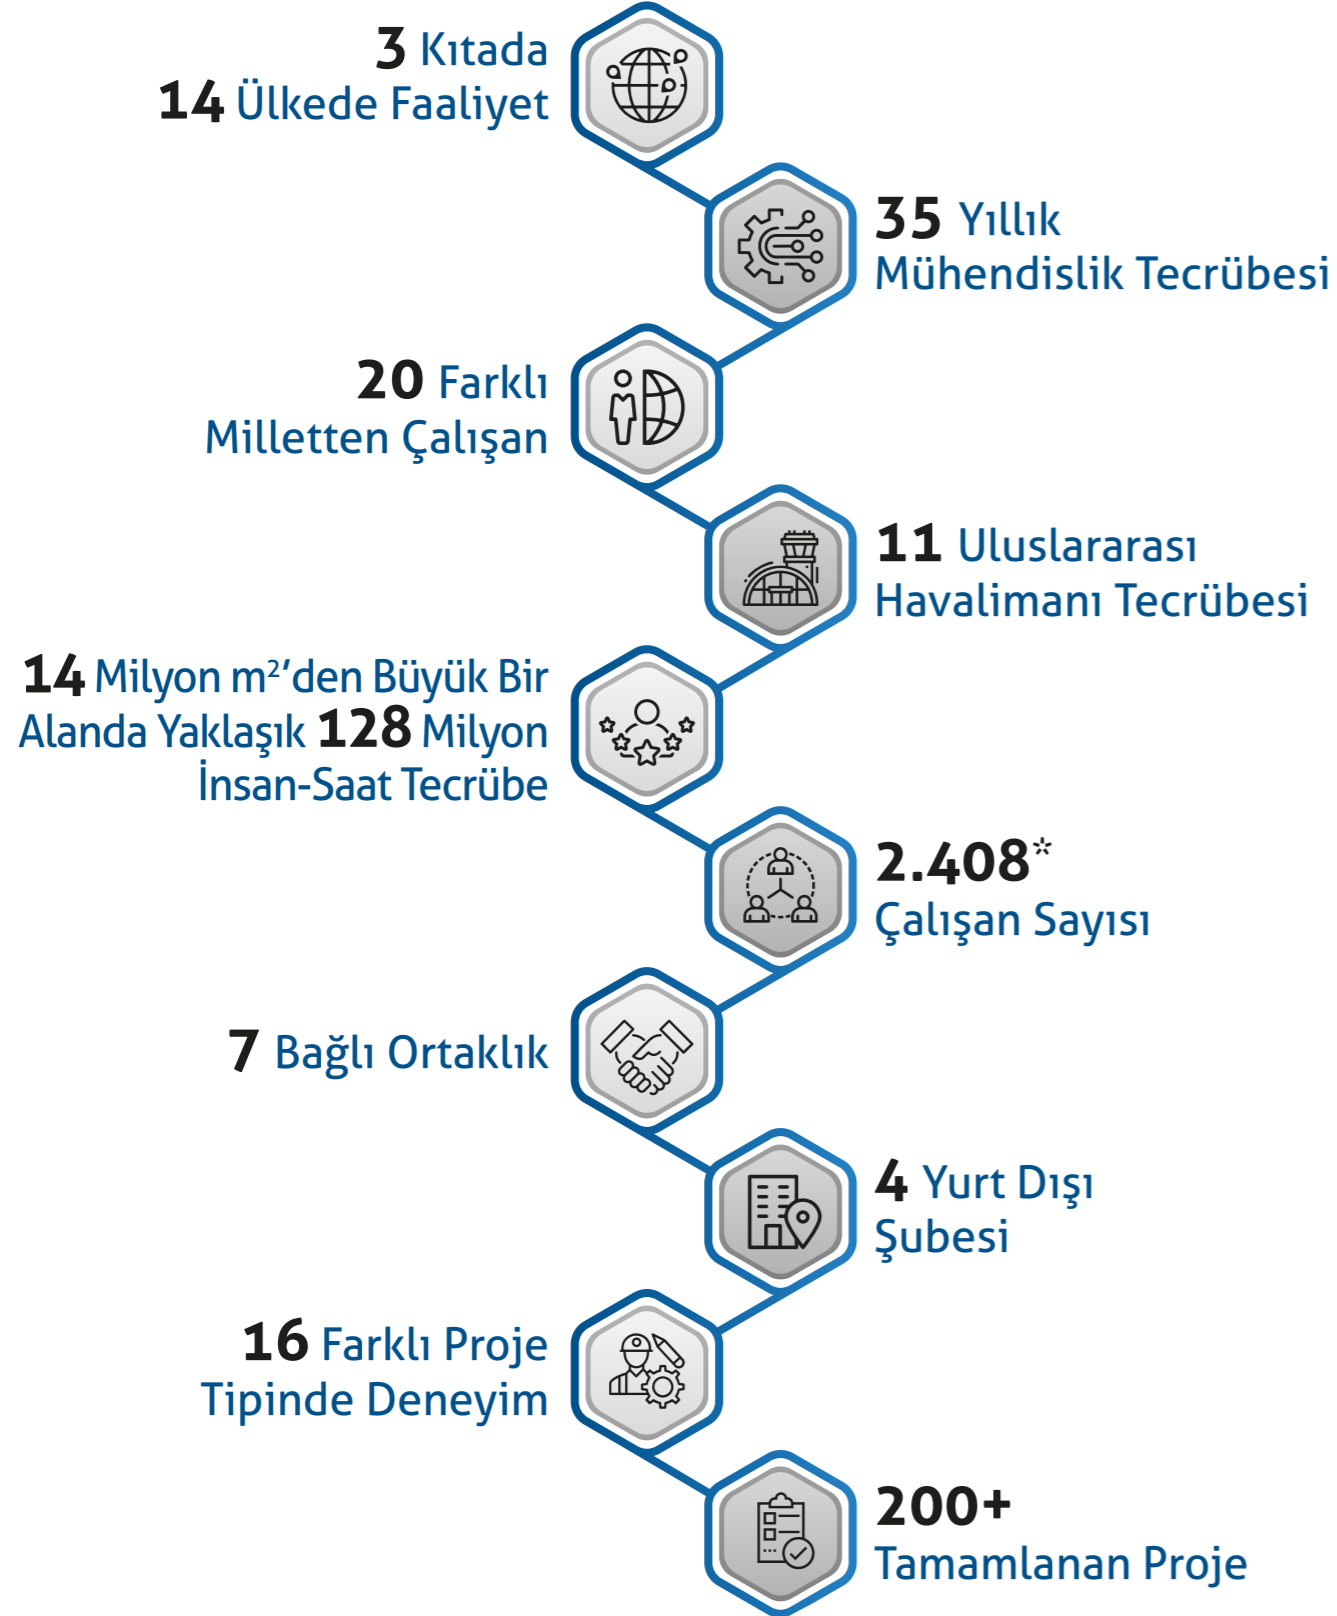 3 Kıtada
14 Ülkede Faaliyet
35 Yıllık
Mühendislik Tecrübesi
20 Farklı
Milletten Çalışan
11 Uluslararası
Havalimanı Tecrübesi
14 Milyon m²'den Büyük Bir
Alanda Yaklaşık 128 Milyon
İnsan-Saat Tecrübe
2.408*
Çalışan Sayısı
7 Bağlı Ortaklık
4 Yurt Dışı
Şubesi
16 Farklı Proje
Tipinde Deneyim
200+
Tamamlanan Proje